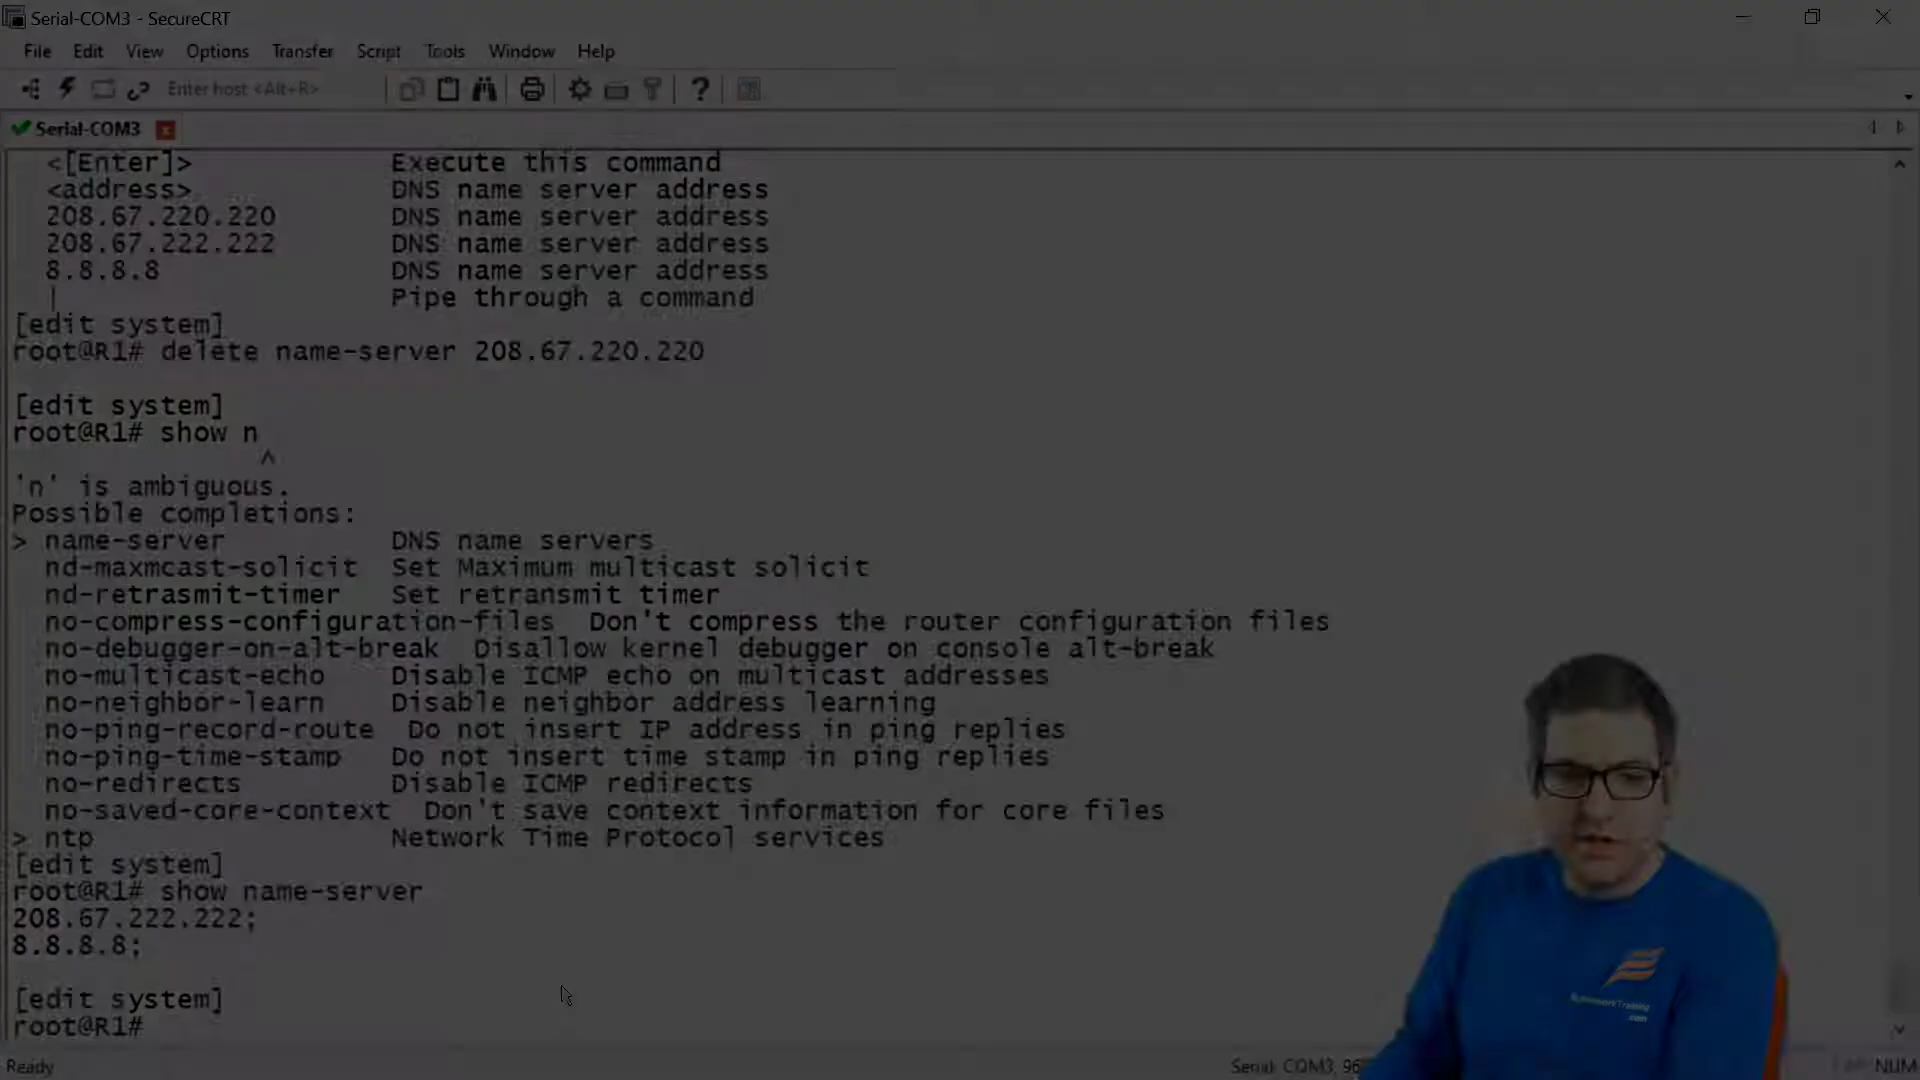 Serial-COM3 - SecureCRT
File Edit View Options Transfer Script Tools Window Help
Enter host <Alt+R>
Serial-COM3
<[Enter]> Execute this command
<address> DNS name server address
208.67.220.220 DNS name server address
208.67.222.222 DNS name server address
8.8.8.8 DNS name server address
| Pipe through a command
[edit system]
root@R1# delete name-server 208.67.220.220
[edit system]
root@R1# show n
^
'n' is ambiguous.
Possible completions:
> name-server DNS name servers
nd-maxmcast-solicit Set Maximum multicast solicit
nd-retrasmit-timer Set retransmit timer
no-compress-configuration-files Don't compress the router configuration files
no-debugger-on-alt-break Disallow kernel debugger on console alt-break
no-multicast-echo Disable ICMP echo on multicast addresses
no-neighbor-learn Disable neighbor address learning
no-ping-record-route Do not insert IP address in ping replies
no-ping-time-stamp Do not insert time stamp in ping replies
no-redirects Disable ICMP redirects
no-saved-core-context Don't save context information for core files
> ntp Network Time Protocol services
[edit system]
root@R1# show name-server
208.67.222.222;
8.8.8.8;
[edit system]
root@R1#
.com
Ready Serial: COM3, 96 NUM